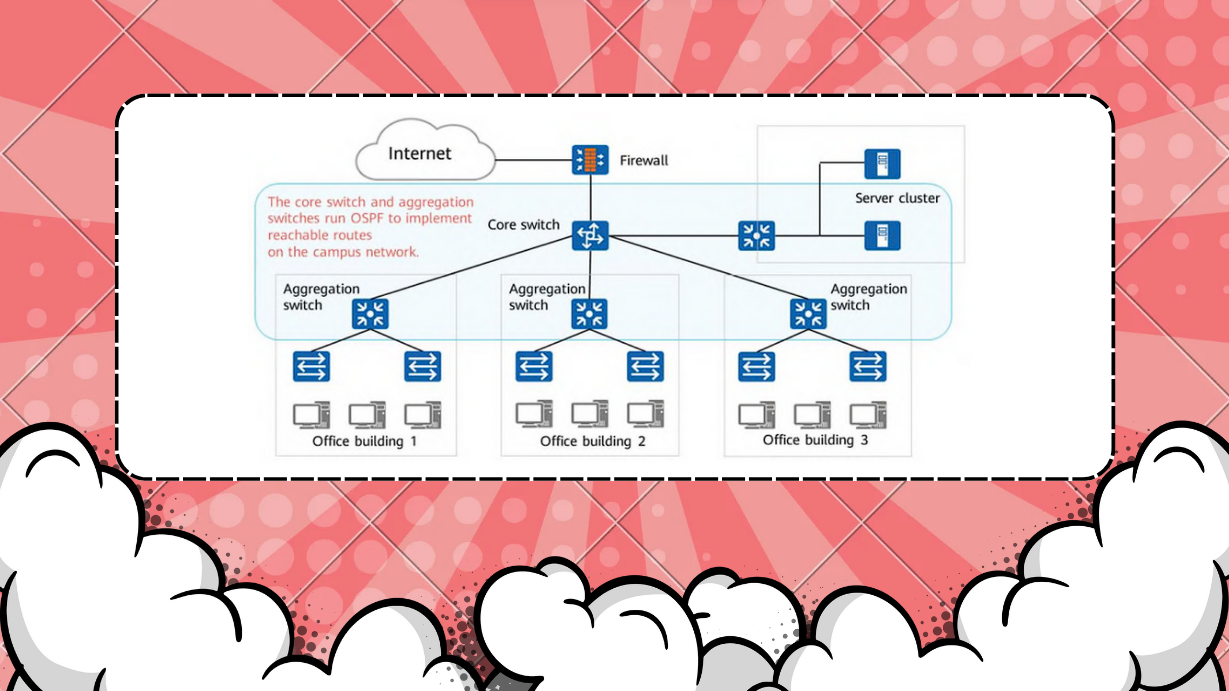 Internet
Firewall
Server cluster
The core switch and aggregation
switches run OSPF to implement
reachable routes
on the campus network.
Core switch
Aggregation
switch
Aggregation
switch
Aggregation
switch
Office building 1
Office building 2
Office building 3